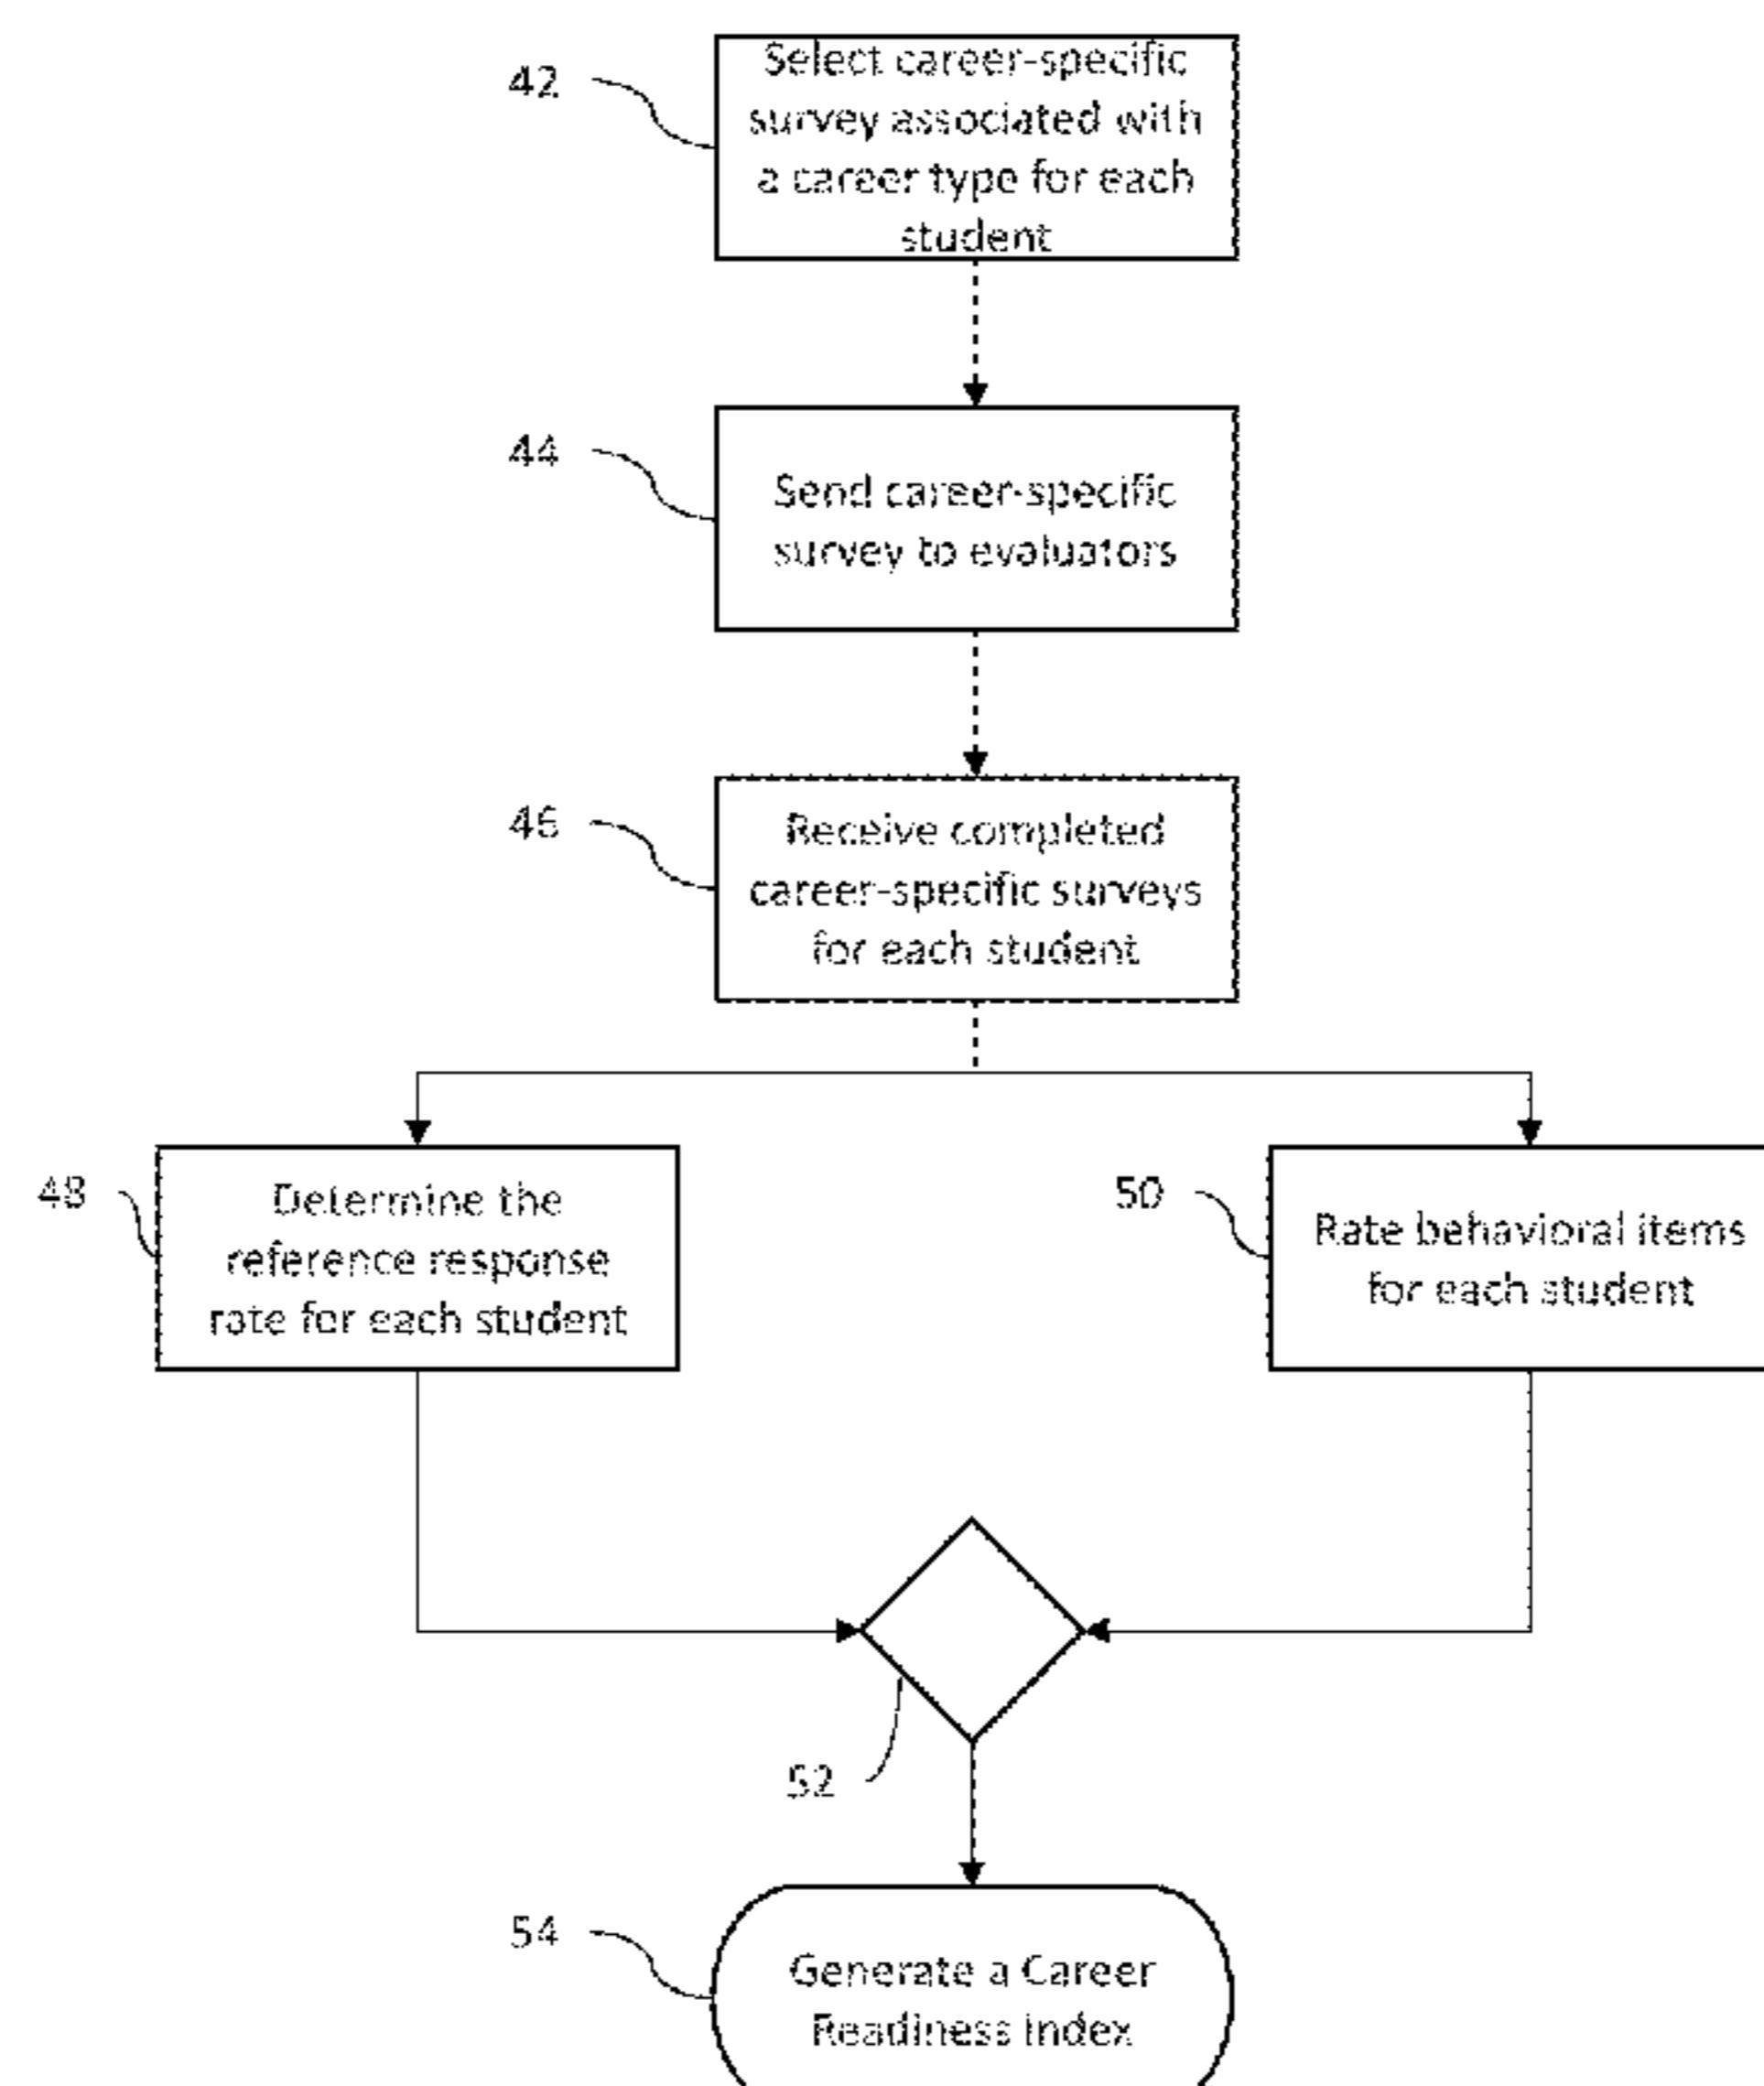 42
Select career-specific
survey associated with
a career type for each
student
44
Send career-specific
survey to evaluators
46
Receive completed
career-specific surveys
for each student
48
Determine the
reference response
rate for each student
50
Rate behavioral items
for each student
52
54
Generate a Career
Readiness Index